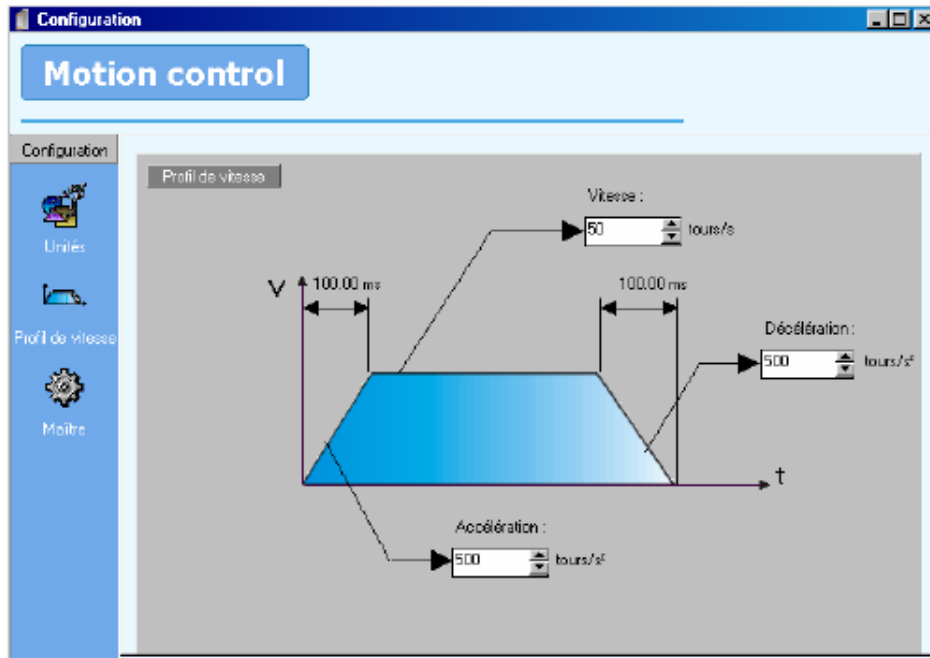 Configuration
Motion control
Configuration
Unités
Profil de vitesse
Maître
Profil de vitesse
Vitesse :
50 tours/s
V 100.00 ms 100.00 ms
Décélération :
500 tours/s²
t
Accélération :
500 tours/s²